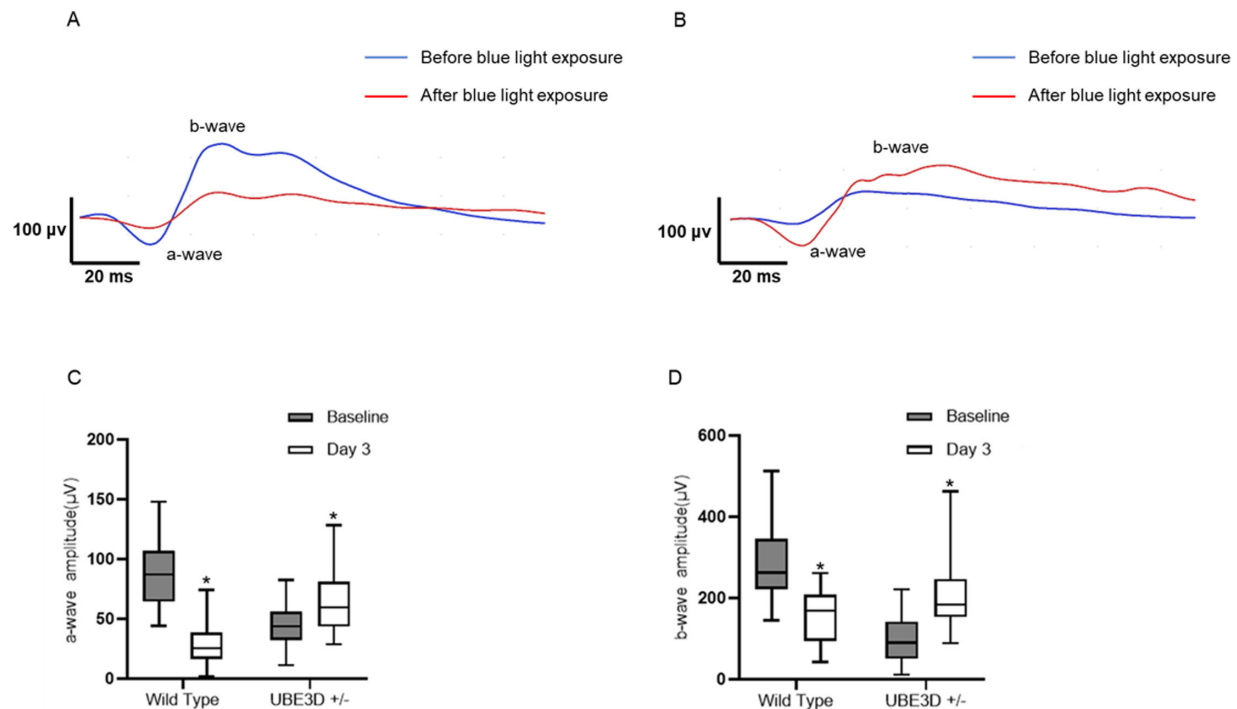 A
Before blue light exposure
After blue light exposure
b-wave
100 µv
a-wave
20 ms
B
Before blue light exposure
After blue light exposure
b-wave
100 µv
a-wave
20 ms
C
Baseline
Day 3
a-wave amplitude(µV)
200
150
100
50
0
*
*
Wild Type
UBE3D +/-
D
Baseline
Day 3
b-wave amplitude(µV)
600
400
200
0
*
*
Wild Type
UBE3D +/-